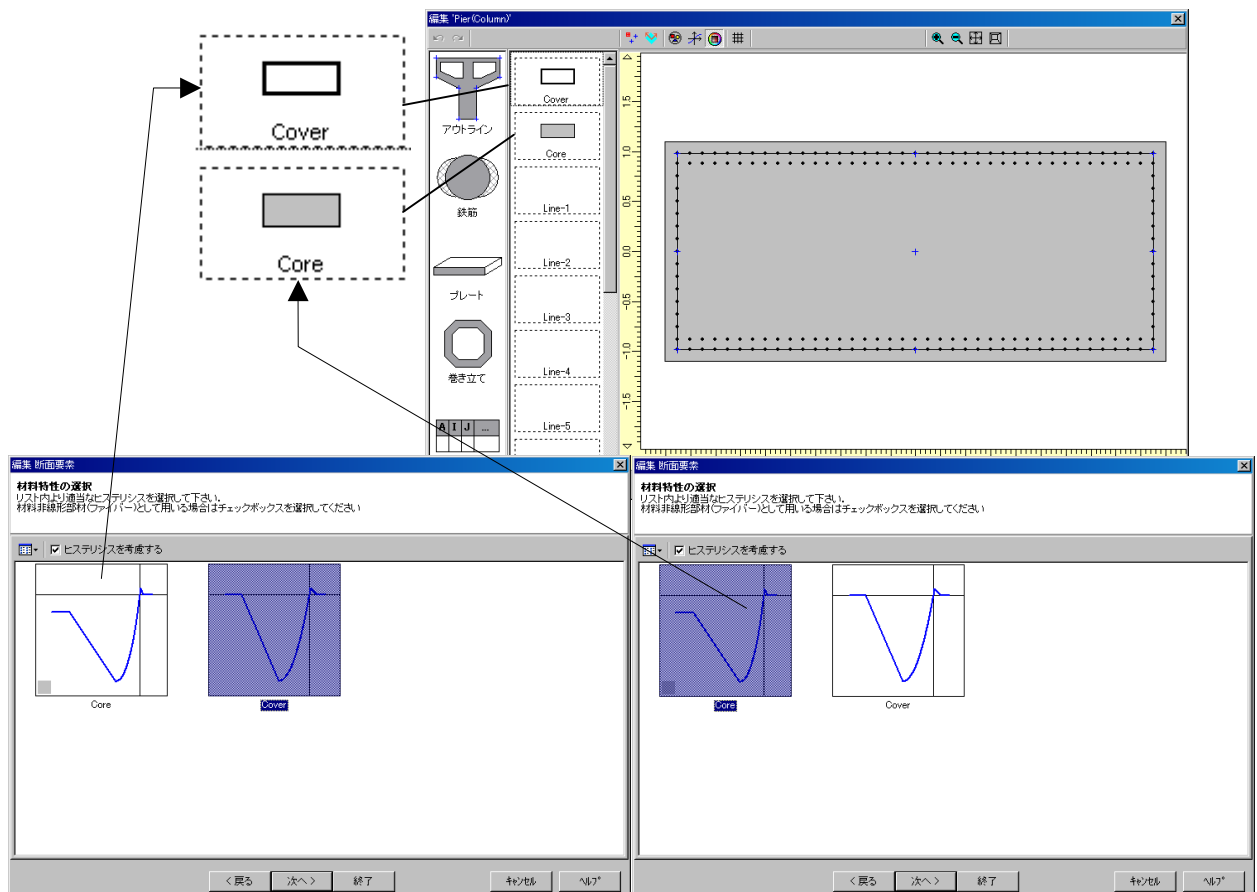 編集 'Pier(Column)'
Cover
Core
アウトライン
鉄筋
プレート
巻き立て
A I J ...
Cover
Core
Line-1
Line-2
Line-3
Line-4
Line-5
1.5
1.0
0.5
0.0
-0.5
-1.0
-1.5
編集 断面要素
材料特性の選択
リスト内より適当なヒステリシスを選択して下さい.
材料非線形部材(ファイバー)として用いる場合はチェックボックスを選択してください
ヒステリシスを考慮する
Core
Cover
<戻る
次へ>
終了
キャンセル
ヘルプ
編集 断面要素
材料特性の選択
リスト内より適当なヒステリシスを選択して下さい.
材料非線形部材(ファイバー)として用いる場合はチェックボックスを選択してください
ヒステリシスを考慮する
Core
Cover
<戻る
次へ>
終了
キャンセル
ヘルプ